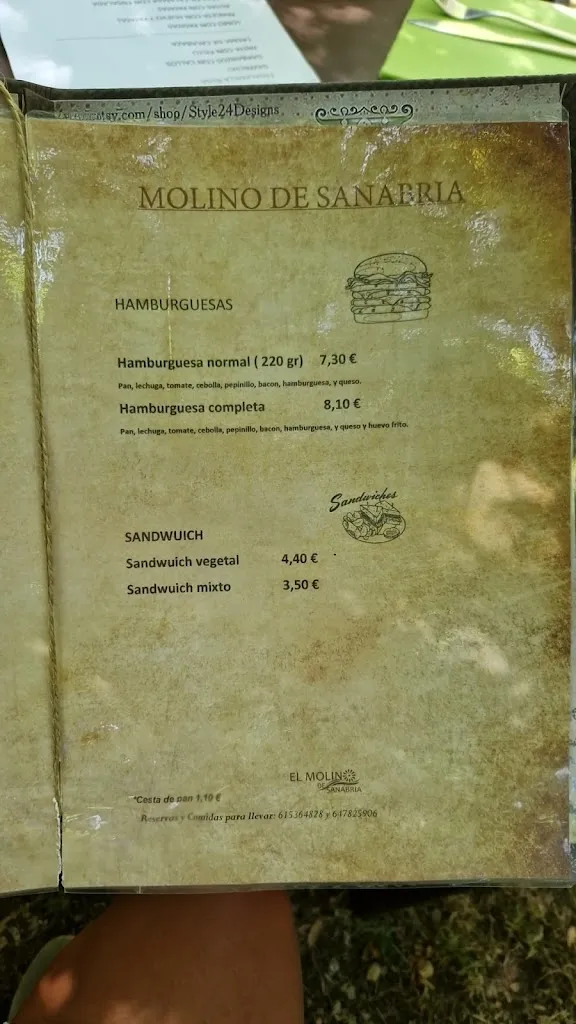 sy.com/shop/Style24Designs
MOLINO DE SANABRIA
HAMBURGUESAS
Hamburguesa normal ( 220 gr) 7,30 €
Pan, lechuga, tomate, cebolla, pepinillo, bacon, hamburguesa, y queso.
Hamburguesa completa 8,10 €
Pan, lechuga, tomate, cebolla, pepinillo, bacon, hamburguesa, y queso y huevo frito.
Sandwiches
SANDWUICH
Sandwuich vegetal 4,40 €
Sandwuich mixto 3,50 €
EL MOLINO
DE SANABRIA
*Cesta de pan 1,10 €
Reservas y Comidas para llevar: 615364828 y 647825906